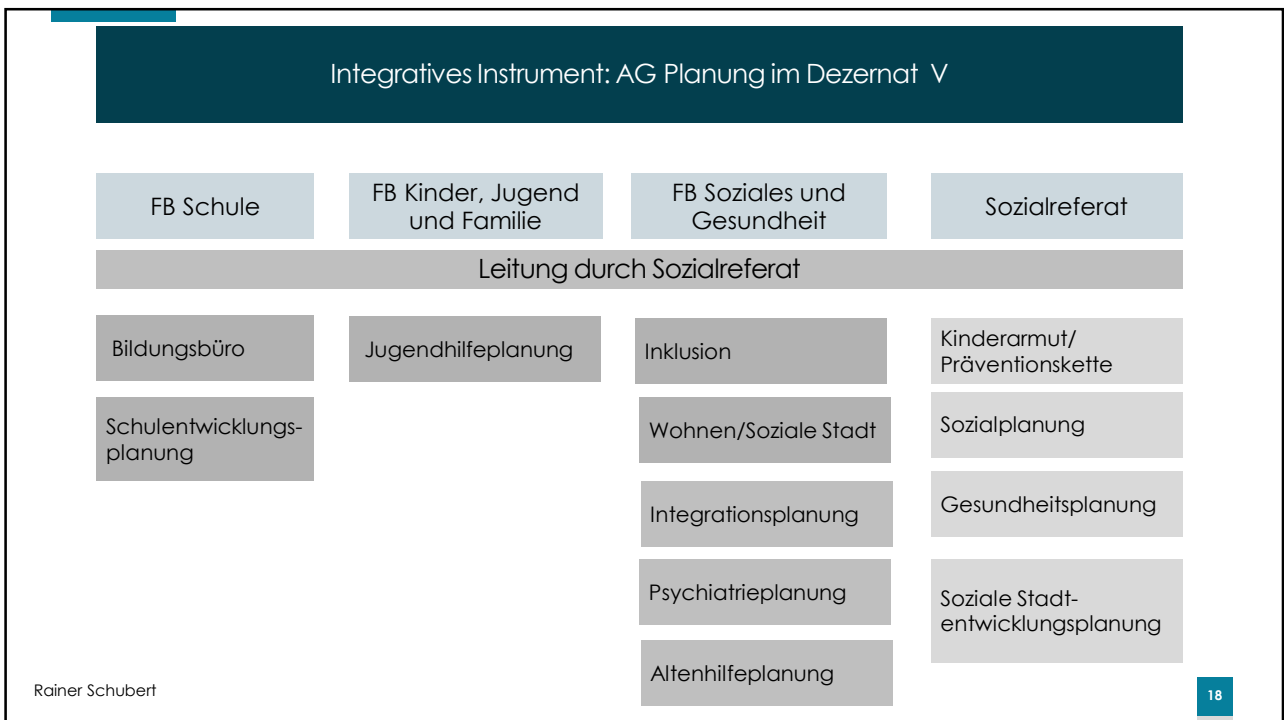 Integratives Instrument: AG Planung im Dezernat V
FB Schule
FB Kinder, Jugend
und Familie
FB Soziales und
Gesundheit
Sozialreferat
Leitung durch Sozialreferat
Bildungsbüro
Schulentwicklungs-
planung
Jugendhilfeplanung
Inklusion
Wohnen/Soziale Stadt
Integrationsplanung
Psychiatrieplanung
Altenhilfeplanung
Kinderarmut/
Präventionskette
Sozialplanung
Gesundheitsplanung
Soziale Stadt-
entwicklungsplanung
Rainer Schubert
18